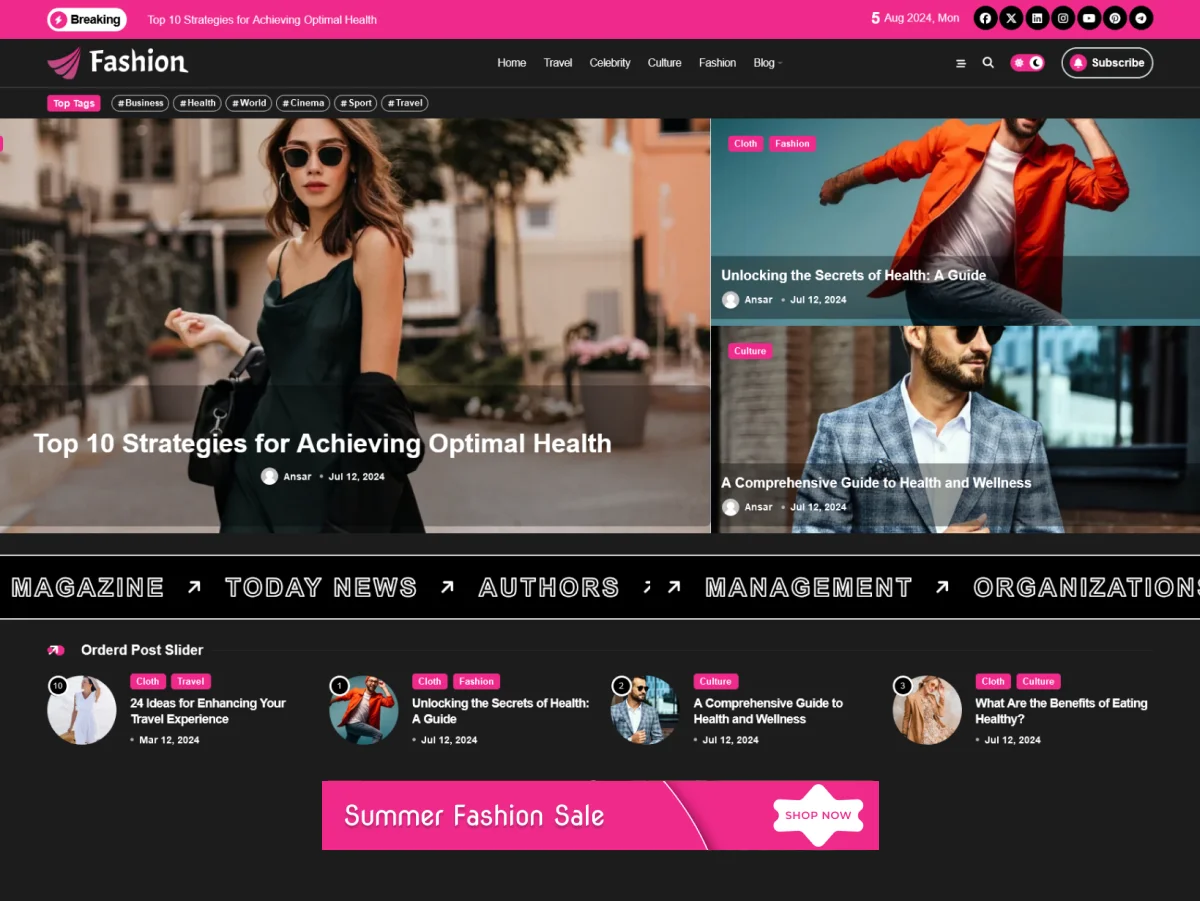 Breaking
Top 10 Strategies for Achieving Optimal Health
5 Aug 2024, Mon
Fashion
Home Travel Celebrity Culture Fashion Blog
Subscribe
Top Tags #Business #Health #World #Cinema #Sport #Travel
Top 10 Strategies for Achieving Optimal Health
Ansar • Jul 12, 2024
Cloth Fashion
Unlocking the Secrets of Health: A Guide
Ansar • Jul 12, 2024
Culture
A Comprehensive Guide to Health and Wellness
Ansar • Jul 12, 2024
MAGAZINE TODAY NEWS AUTHORS MANAGEMENT ORGANIZATIONS
Orderd Post Slider
10
Cloth Travel
24 Ideas for Enhancing Your
Travel Experience
• Mar 12, 2024
1
Cloth Fashion
Unlocking the Secrets of Health:
A Guide
• Jul 12, 2024
2
Culture
A Comprehensive Guide to
Health and Wellness
• Jul 12, 2024
3
Cloth Culture
What Are the Benefits of Eating
Healthy?
• Jul 12, 2024
Summer Fashion Sale
SHOP NOW